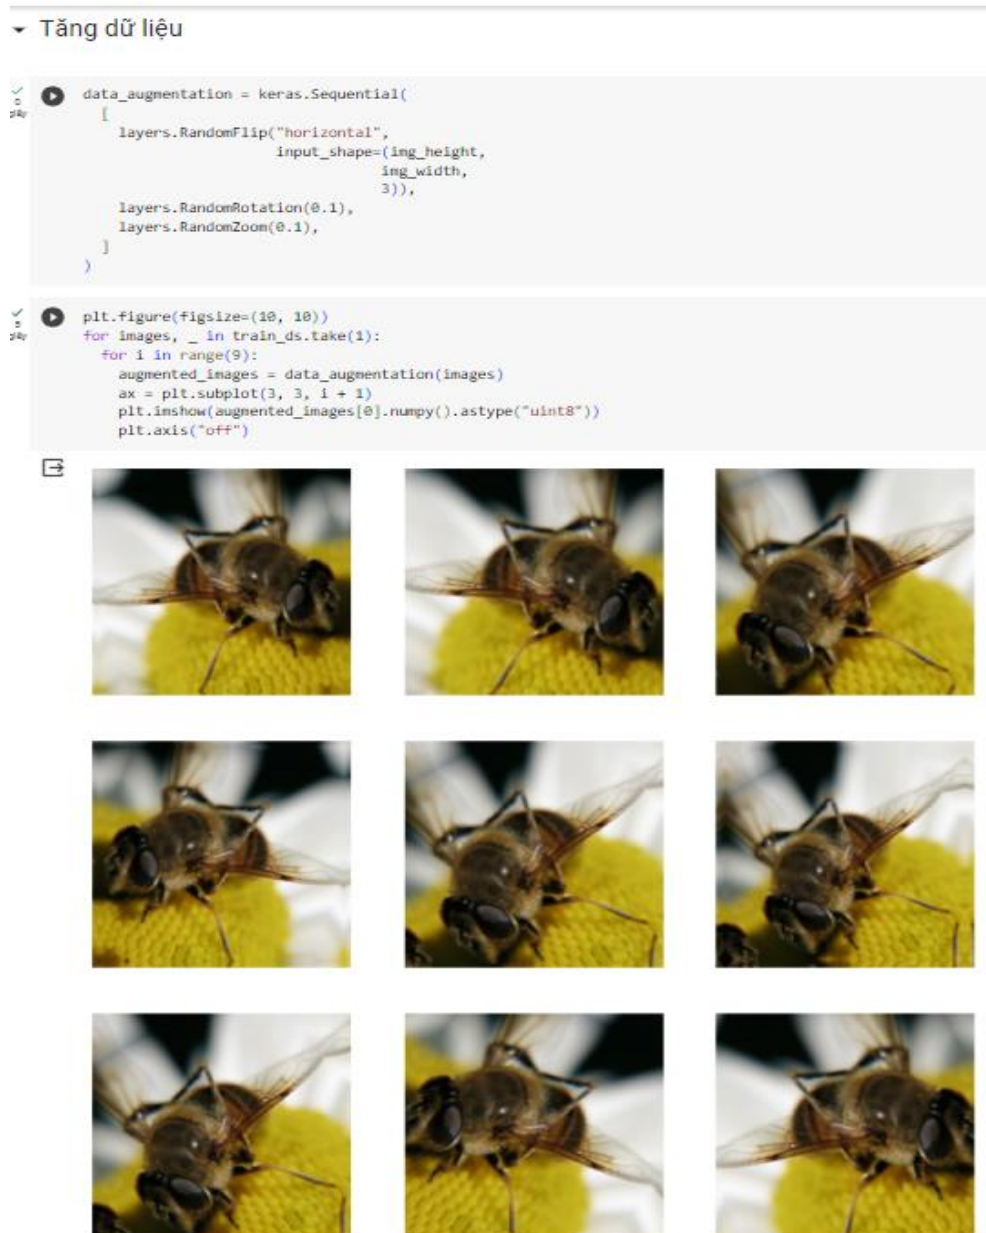 Tăng dữ liệu
data_augmentation = keras.Sequential(
[
layers.RandomFlip("horizontal",
input_shape=(img_height,
img_width,
3)),
layers.RandomRotation(0.1),
layers.RandomZoom(0.1),
]
)
plt.figure(figsize=(10, 10))
for images, _ in train_ds.take(1):
for i in range(9):
augmented_images = data_augmentation(images)
ax = plt.subplot(3, 3, i + 1)
plt.imshow(augmented_images[0].numpy().astype("uint8"))
plt.axis("off")